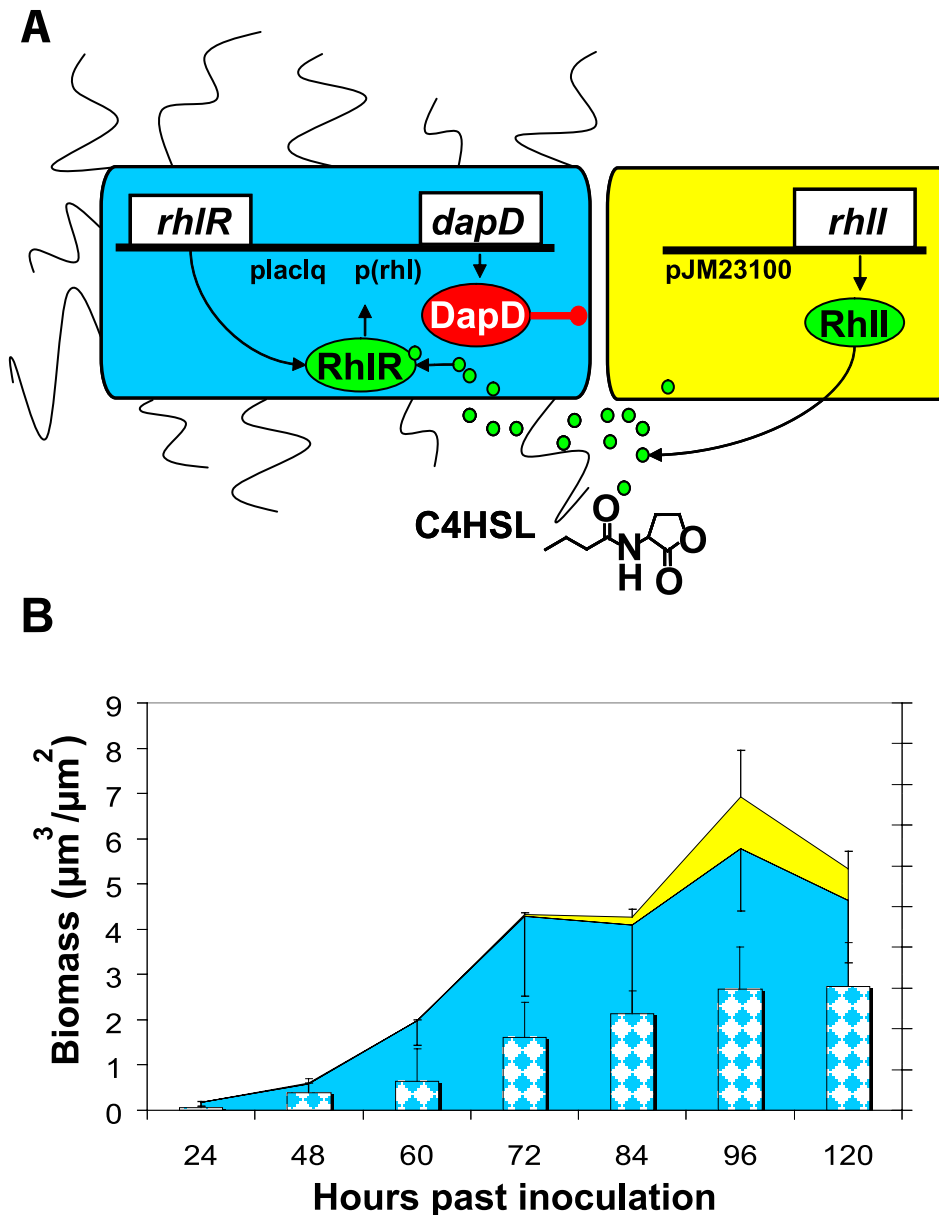 A
rhlR
dapD
rhlI
placIq p(rhl)
pJM23100
DapD
RhlI
RhlR
C4HSL
O
O
N
H
O
B
9
8
7
6
5
4
3
2
1
0
Biomass (µm³/µm²)
24 48 60 72 84 96 120
Hours past inoculation